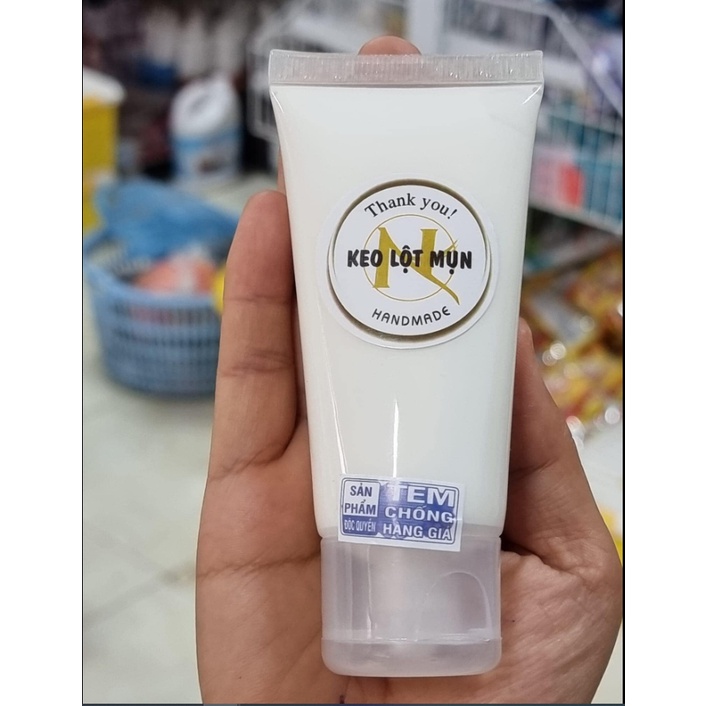 Thank you!
KEO LỘT MỤN
HANDMADE
SẢN
PHẨM
ĐỘC QUYỀN
TEM
CHỐNG
HÀNG GIẢ